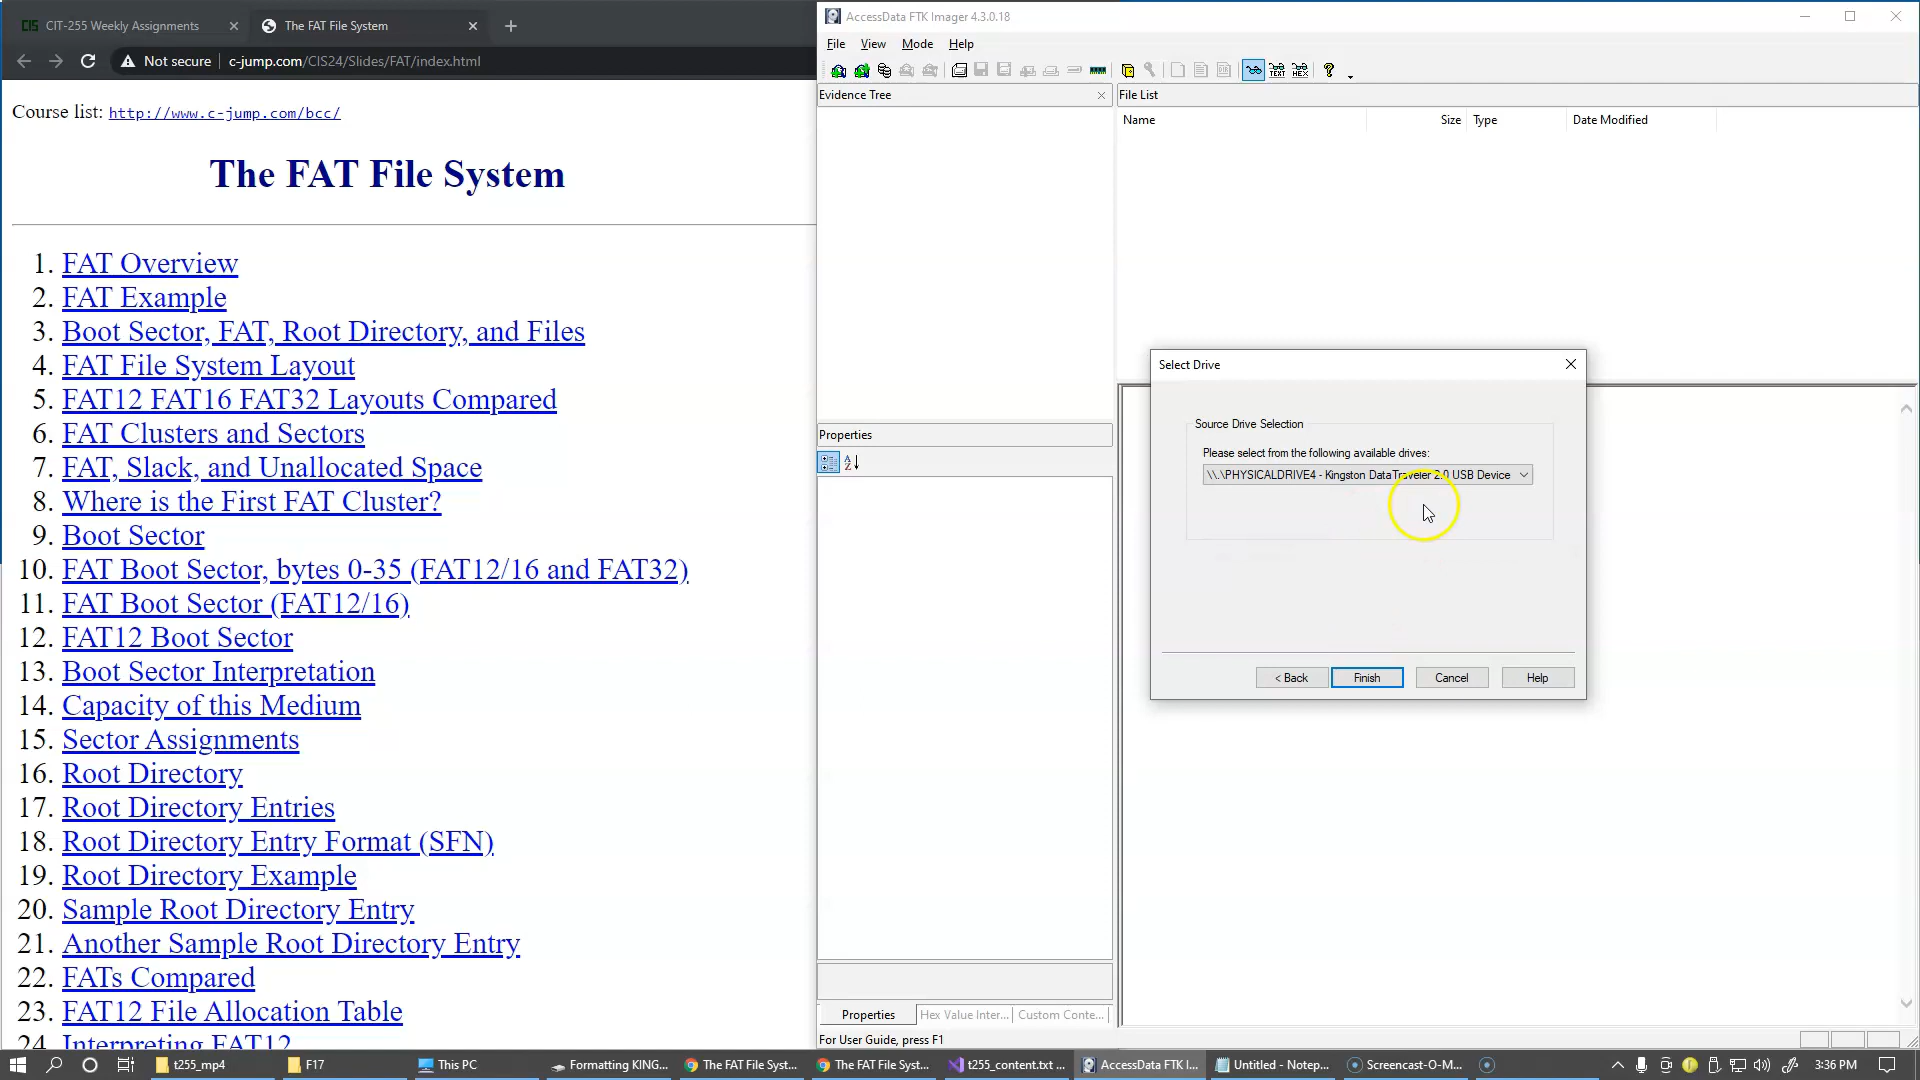 CIS CIT-255 Weekly Assignments
The FAT File System
Not secure c-jump.com/CIS24/Slides/FAT/index.html
Course list: http://www.c-jump.com/bcc/
The FAT File System
1. FAT Overview
2. FAT Example
3. Boot Sector, FAT, Root Directory, and Files
4. FAT File System Layout
5. FAT12 FAT16 FAT32 Layouts Compared
6. FAT Clusters and Sectors
7. FAT, Slack, and Unallocated Space
8. Where is the First FAT Cluster?
9. Boot Sector
10. FAT Boot Sector, bytes 0-35 (FAT12/16 and FAT32)
11. FAT Boot Sector (FAT12/16)
12. FAT12 Boot Sector
13. Boot Sector Interpretation
14. Capacity of this Medium
15. Sector Assignments
16. Root Directory
17. Root Directory Entries
18. Root Directory Entry Format (SFN)
19. Root Directory Example
20. Sample Root Directory Entry
21. Another Sample Root Directory Entry
22. FATs Compared
23. FAT12 File Allocation Table
24. Interpreting FAT12
AccessData FTK Imager 4.3.0.18
File View Mode Help
TEXT HEX
Evidence Tree
File List
Name Size Type Date Modified
Properties
A Z
Select Drive
Source Drive Selection
Please select from the following available drives:
\\.\PHYSICALDRIVE4 - Kingston DataTraveler 2.0 USB Device
< Back Finish Cancel Help
Properties Hex Value Inter... Custom Conte...
For User Guide, press F1
t255_mp4
F17
This PC
Formatting KING...
The FAT File Syst...
The FAT File Syst...
t255_content.txt ...
AccessData FTK I...
Untitled - Notep...
Screencast-O-M...
3:36 PM